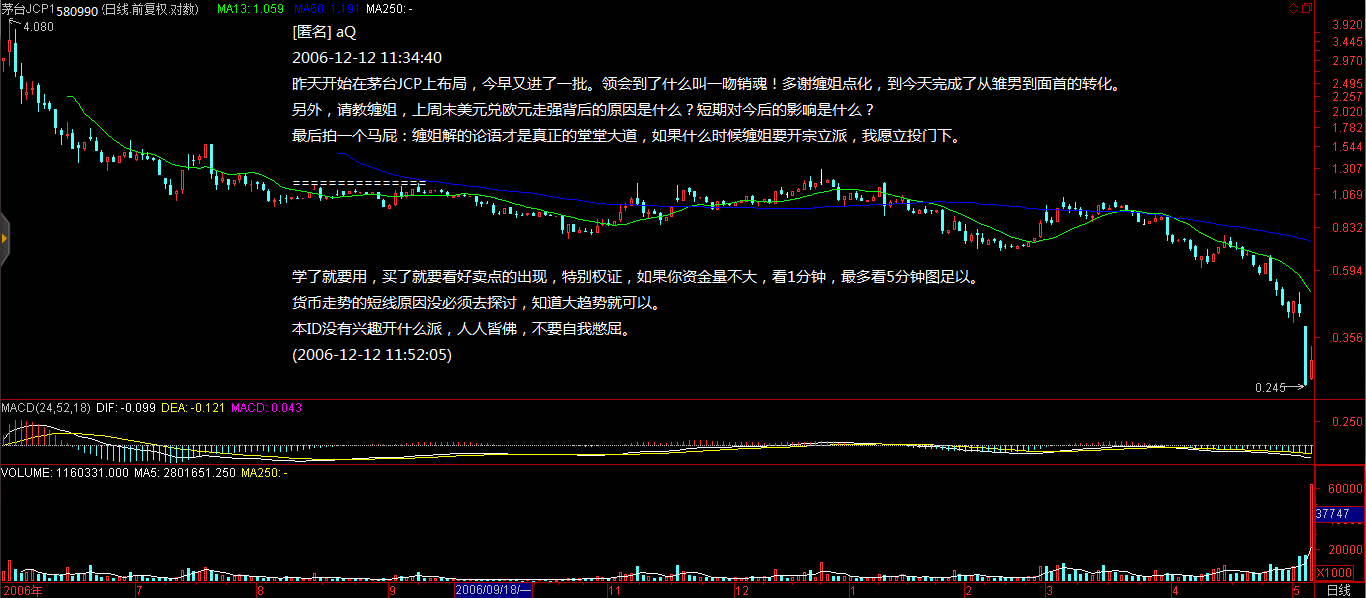 茅台JCP1 580990 (日线.前复权.对数) MA13: 1.059 MA60: 1.191 MA250: -
4.080
[匿名] aQ
2006-12-12 11:34:40
昨天开始在茅台JCP上布局，今早又进了一批。领会到了什么叫一吻销魂！多谢缠姐点化，到今天完成了从雏男到面首的转化。
另外，请教缠姐，上周末美元兑欧元走强背后的原因是什么？短期对今后的影响是什么？
最后拍一个马屁：缠姐解的论语才是真正的堂堂大道，如果什么时候缠姐要开宗立派，我愿立投门下。
===============
学了就要用，买了就要看好卖点的出现，特别权证，如果你资金量不大，看1分钟，最多看5分钟图足以。
货币走势的短线原因没必须去探讨，知道大趋势就可以。
本ID没有兴趣开什么派，人人皆佛，不要自我憋屈。
(2006-12-12 11:52:05)
3.920
3.445
2.970
2.495
2.257
2.020
1.782
1.544
1.307
1.069
0.832
0.594
0.356
0.245
MACD(24,52,18) DIF: -0.099 DEA: -0.121 MACD: 0.043
0.250
VOLUME: 1160331.000 MA5: 2801651.250 MA250: -
60000
37747
20000
X1000
2006年 7 8 9 2006/09/18/一 11 12 1 2 3 4 5 日线